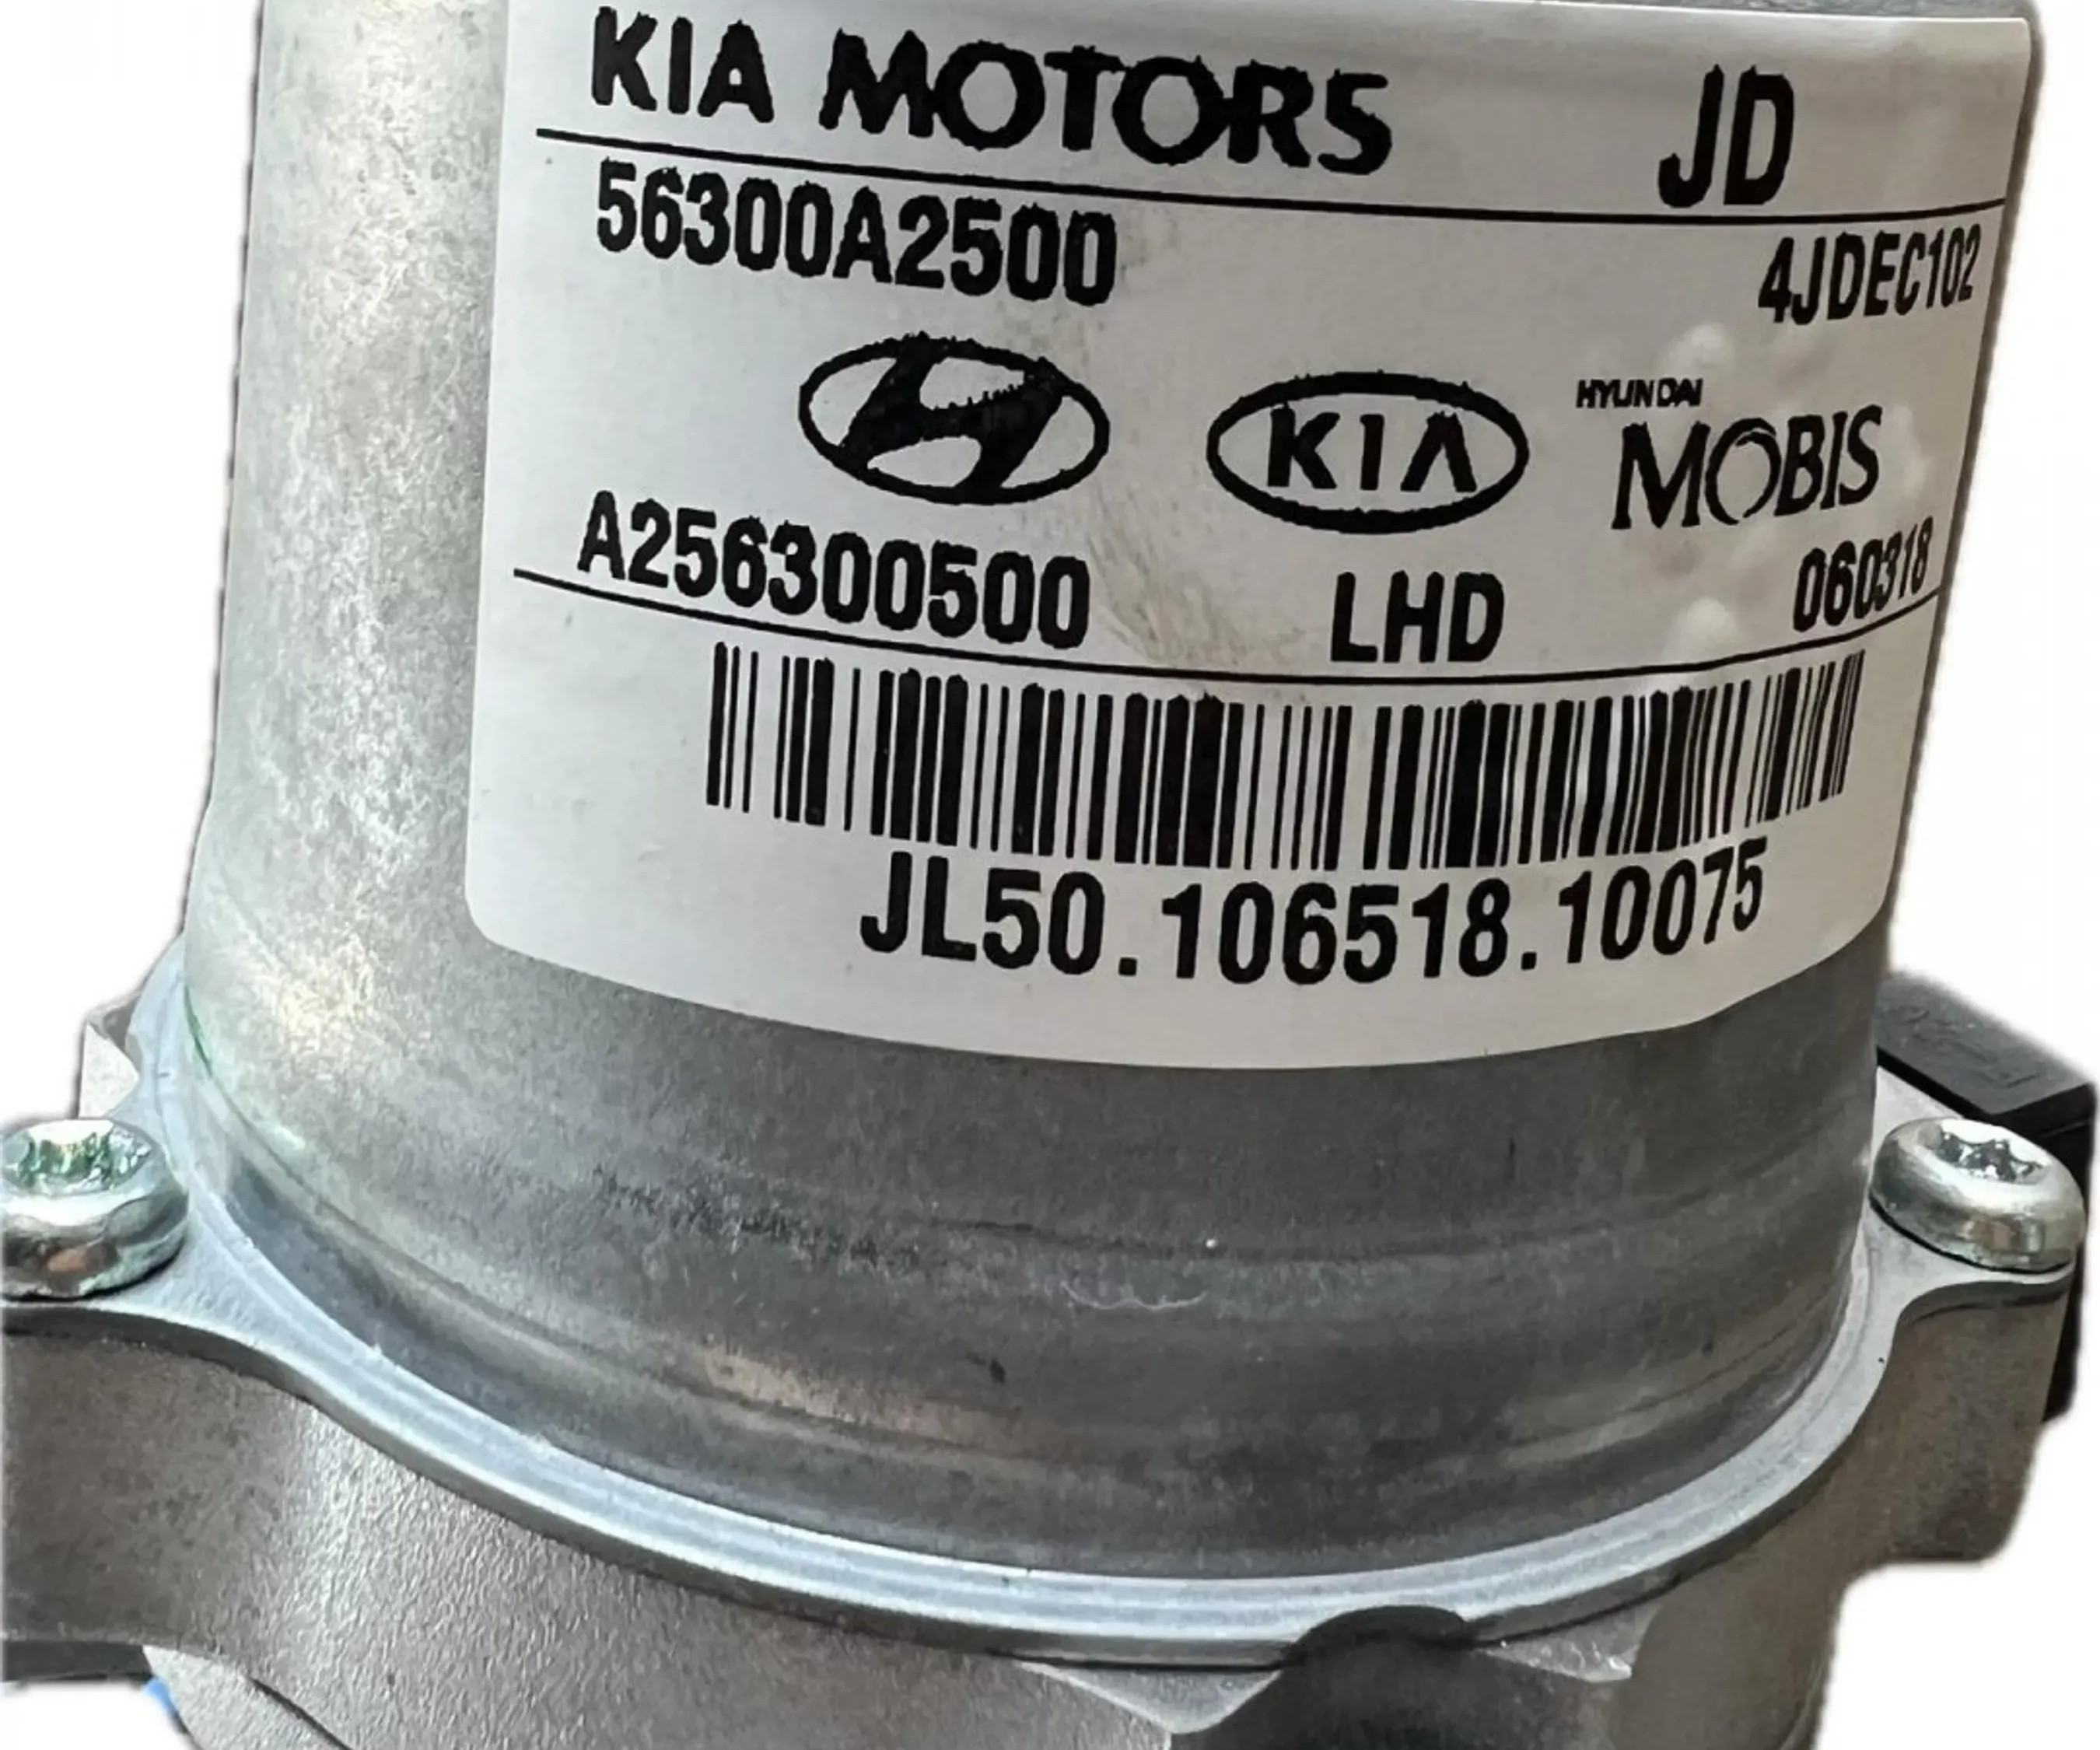 KIA MOTORS JD
56300A2500 4JDEC102
KIA HYUNDAI MOBIS
A256300500 LHD 060318
JL50.106518.10075